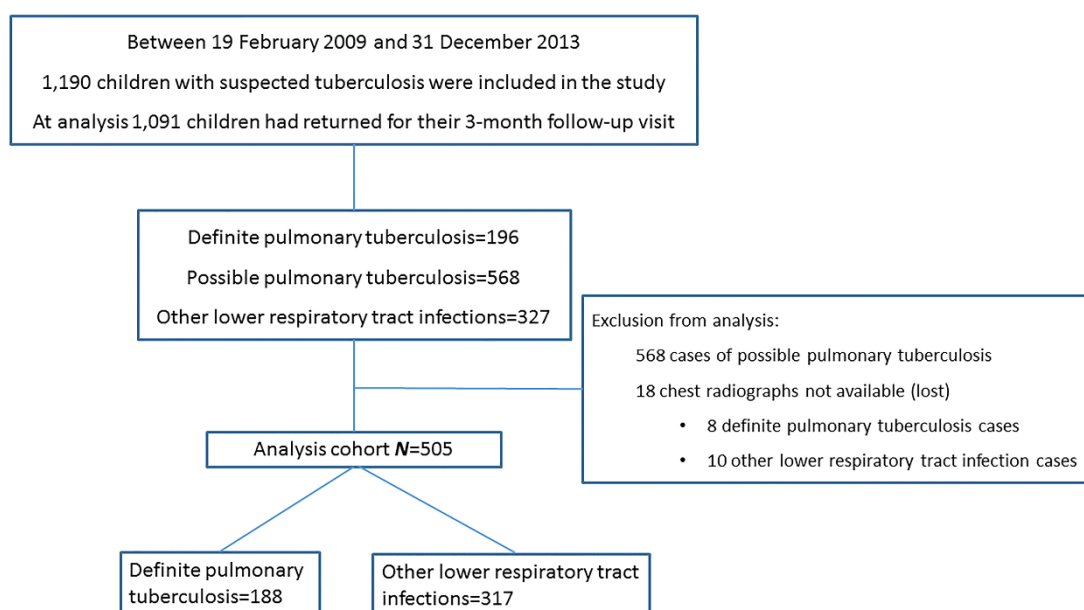 Between 19 February 2009 and 31 December 2013
1,190 children with suspected tuberculosis were included in the study
At analysis 1,091 children had returned for their 3-month follow-up visit
Definite pulmonary tuberculosis=196
Possible pulmonary tuberculosis=568
Other lower respiratory tract infections=327
Exclusion from analysis:
568 cases of possible pulmonary tuberculosis
18 chest radiographs not available (lost)
• 8 definite pulmonary tuberculosis cases
• 10 other lower respiratory tract infection cases
Analysis cohort N=505
Definite pulmonary
tuberculosis=188
Other lower respiratory tract
infections=317